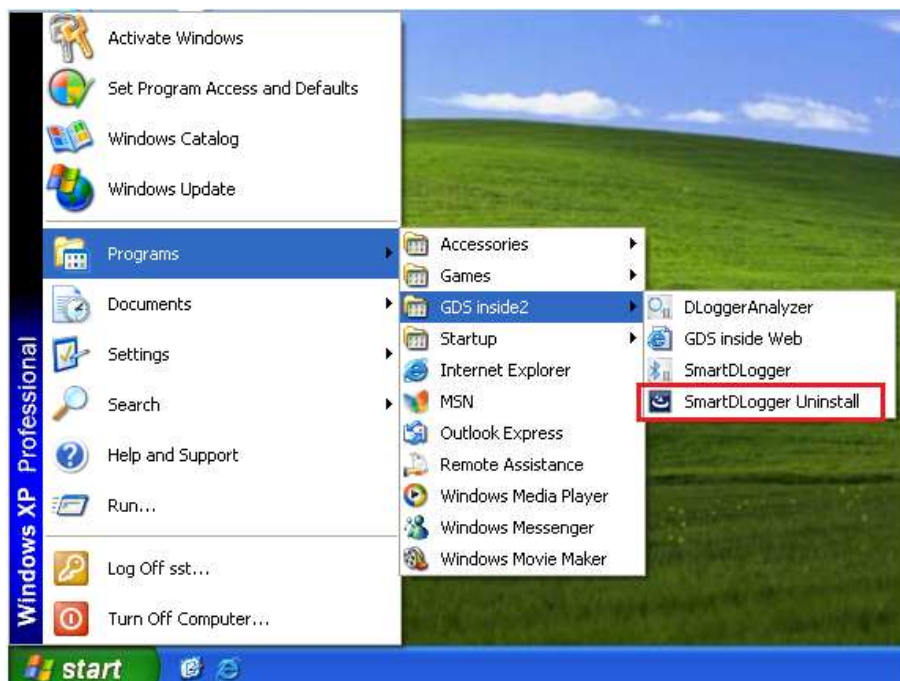 Activate Windows
Set Program Access and Defaults
Windows Catalog
Windows Update
Programs
Documents
Settings
Search
Help and Support
Run...
Log Off sst...
Turn Off Computer...
Windows XP Professional
Accessories
Games
GDS inside2
Startup
Internet Explorer
MSN
Outlook Express
Remote Assistance
Windows Media Player
Windows Messenger
Windows Movie Maker
DLoggerAnalyzer
GDS inside Web
SmartDLogger
SmartDLogger Uninstall
start